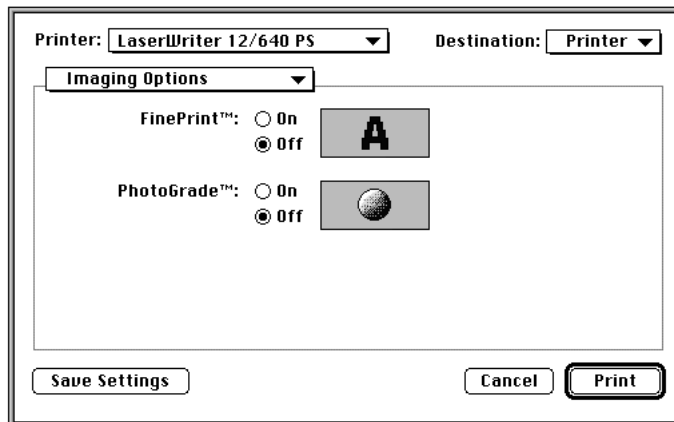 Printer: LaserWriter 12/640 PS Destination: Printer
Imaging Options
FinePrint™: On
Off
A
PhotoGrade™: On
Off
Save Settings Cancel Print